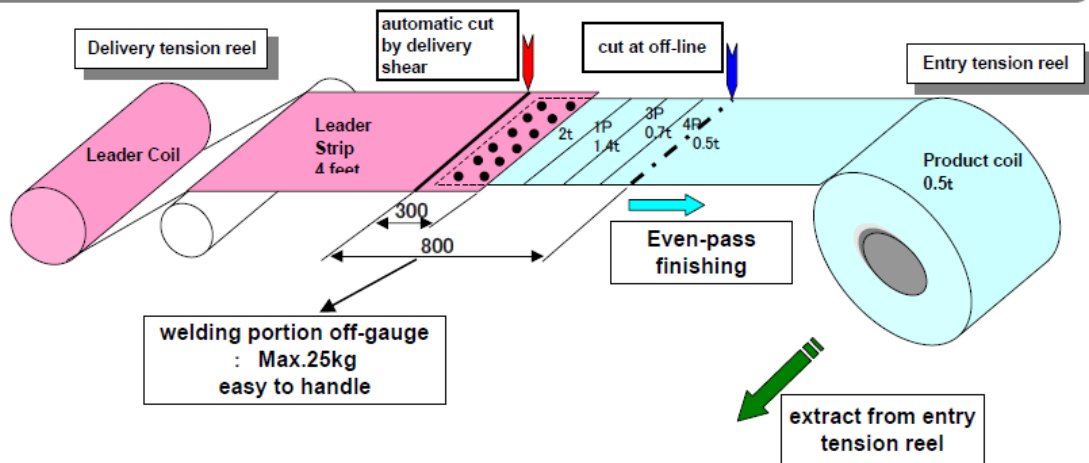 Delivery tension reel
automatic cut
by delivery
shear
cut at off-line
Entry tension reel
Leader Coil
Leader
Strip
4 feet
2t
1P
1.4t
3P
0.7t
4P
0.5t
Product coil
0.5t
300
800
Even-pass
finishing
welding portion off-gauge
: Max.25kg
easy to handle
extract from entry
tension reel